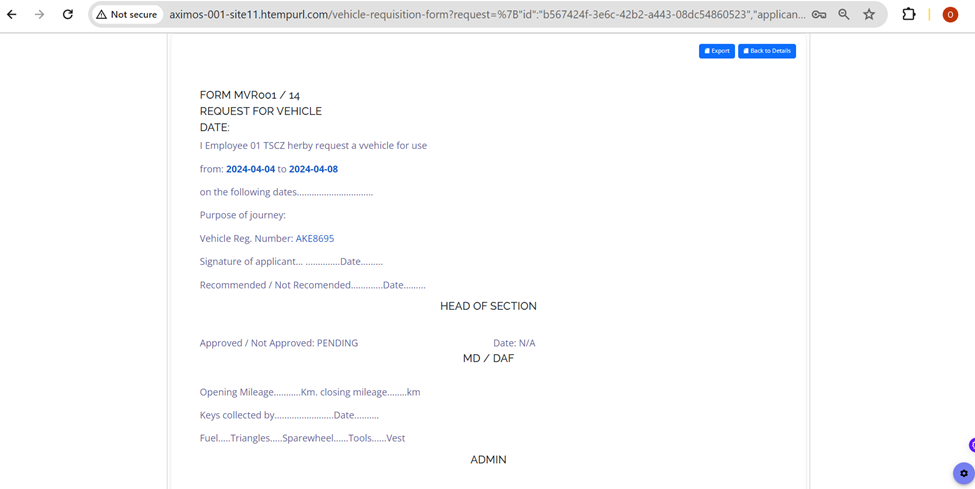 Not secure
aximos-001-site11.htempurl.com/vehicle-requisition-form?request=%7B"id":"b567424f-3e6c-42b2-a443-08dc54860523","applican...
O
Export
Back to Details
FORM MVR001 / 14
REQUEST FOR VEHICLE
DATE:
I Employee 01 TSCZ herby request a vvehicle for use
from: 2024-04-04 to 2024-04-08
on the following dates..............................
Purpose of journey:
Vehicle Reg. Number: AKE8695
Signature of applicant... ..............Date.........
Recommended / Not Recomended.............Date.........
HEAD OF SECTION
Approved / Not Approved: PENDING Date: N/A
MD / DAF
Opening Mileage...........Km. closing mileage........km
Keys collected by........................Date..........
Fuel.....Triangles.....Sparewheel......Tools......Vest
ADMIN